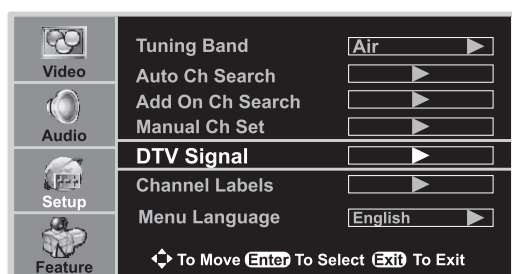 Video
Audio
Setup
Feature
Tuning Band Air
Auto Ch Search
Add On Ch Search
Manual Ch Set
DTV Signal
Channel Labels
Menu Language English
To Move Enter To Select Exit To Exit